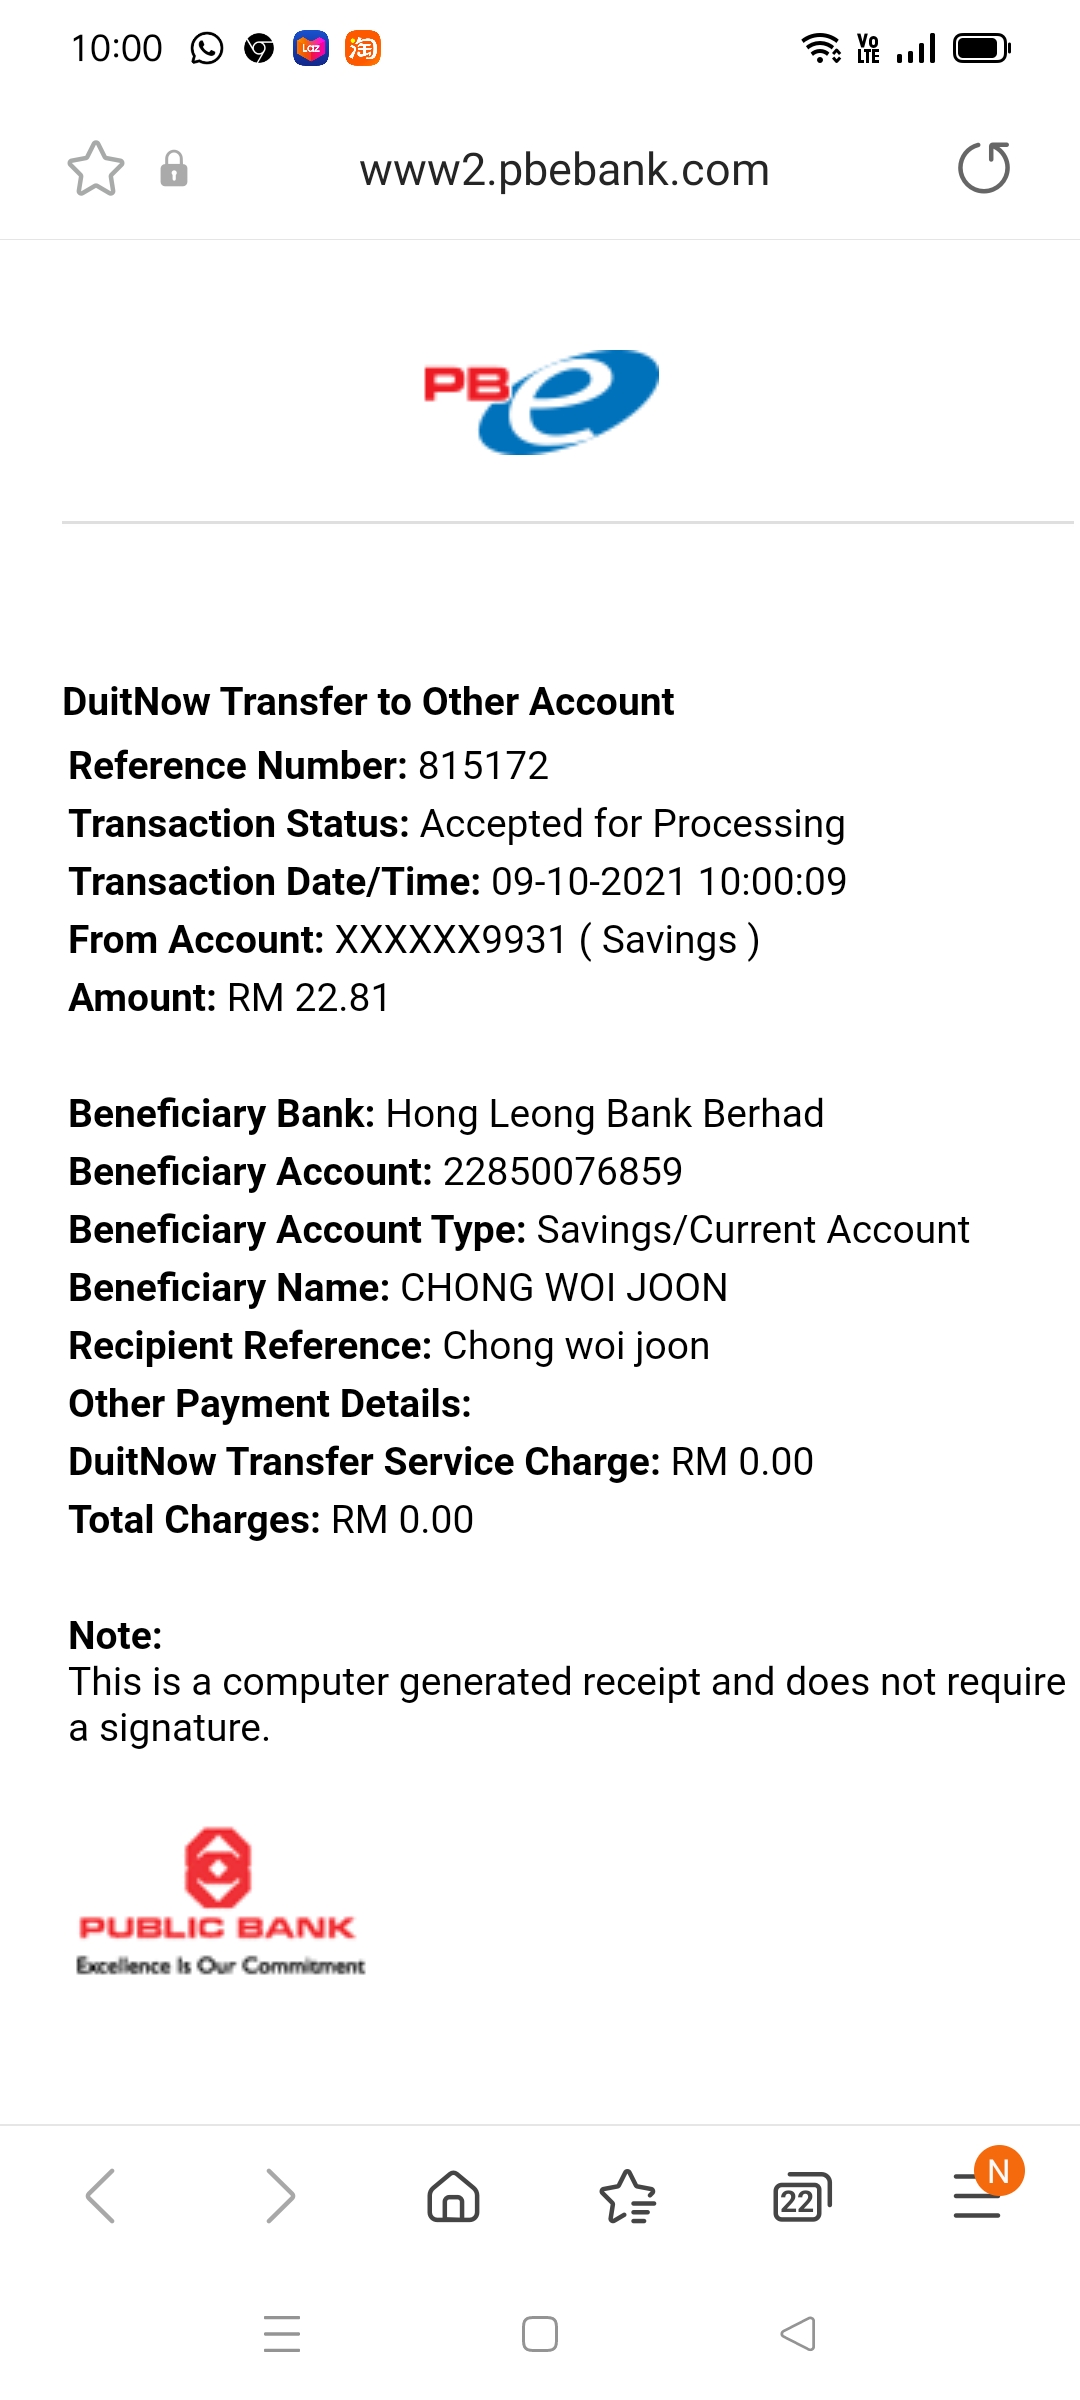 10:00 Laz 淘 Vo LTE
www2.pbebank.com
PBe
DuitNow Transfer to Other Account
Reference Number: 815172
Transaction Status: Accepted for Processing
Transaction Date/Time: 09-10-2021 10:00:09
From Account: XXXXXX9931 ( Savings )
Amount: RM 22.81
Beneficiary Bank: Hong Leong Bank Berhad
Beneficiary Account: 22850076859
Beneficiary Account Type: Savings/Current Account
Beneficiary Name: CHONG WOI JOON
Recipient Reference: Chong woi joon
Other Payment Details:
DuitNow Transfer Service Charge: RM 0.00
Total Charges: RM 0.00
Note:
This is a computer generated receipt and does not require
a signature.
PUBLIC BANK
Excellence Is Our Commitment
22 N